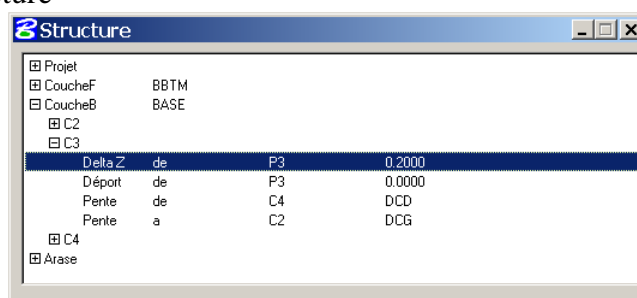 Structure
Projet
CoucheF BBTM
CoucheB BASE
C2
C3
Delta Z de P3 0.2000
Déport de P3 0.0000
Pente de C4 DCD
Pente a C2 DCG
C4
Arase